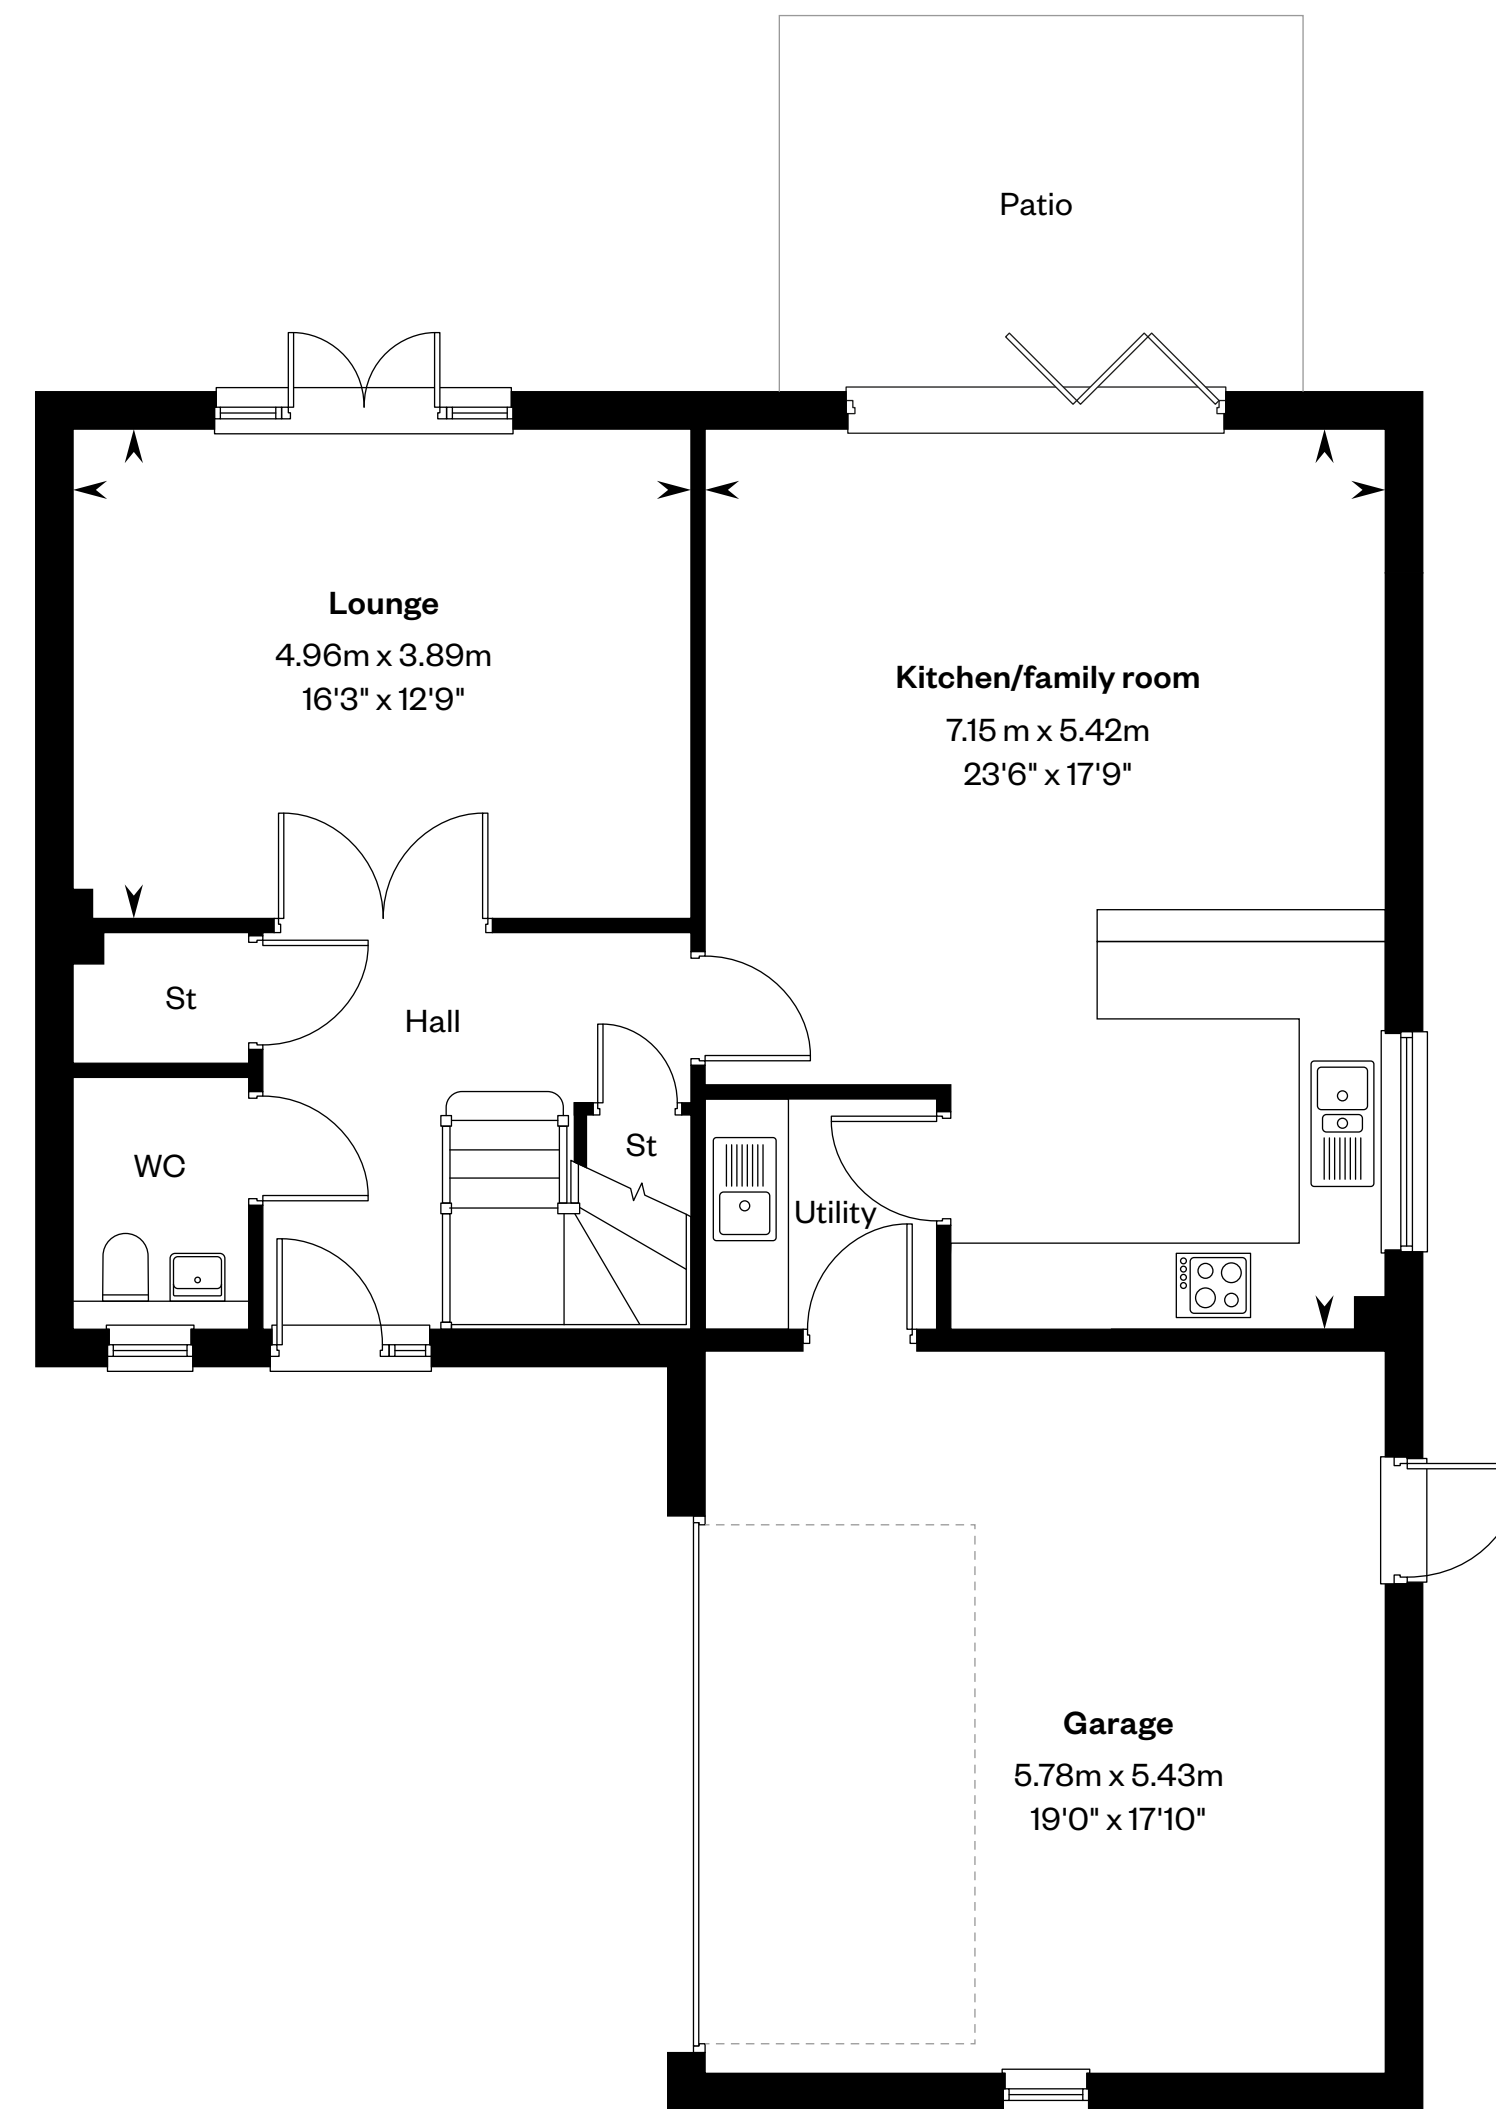 Patio
Lounge
4.96m x 3.89m
16'3" x 12'9"
Kitchen/family room
7.15 m x 5.42m
23'6" x 17'9"
St
Hall
St
WC
Utility
Garage
5.78m x 5.43m
19'0" x 17'10"